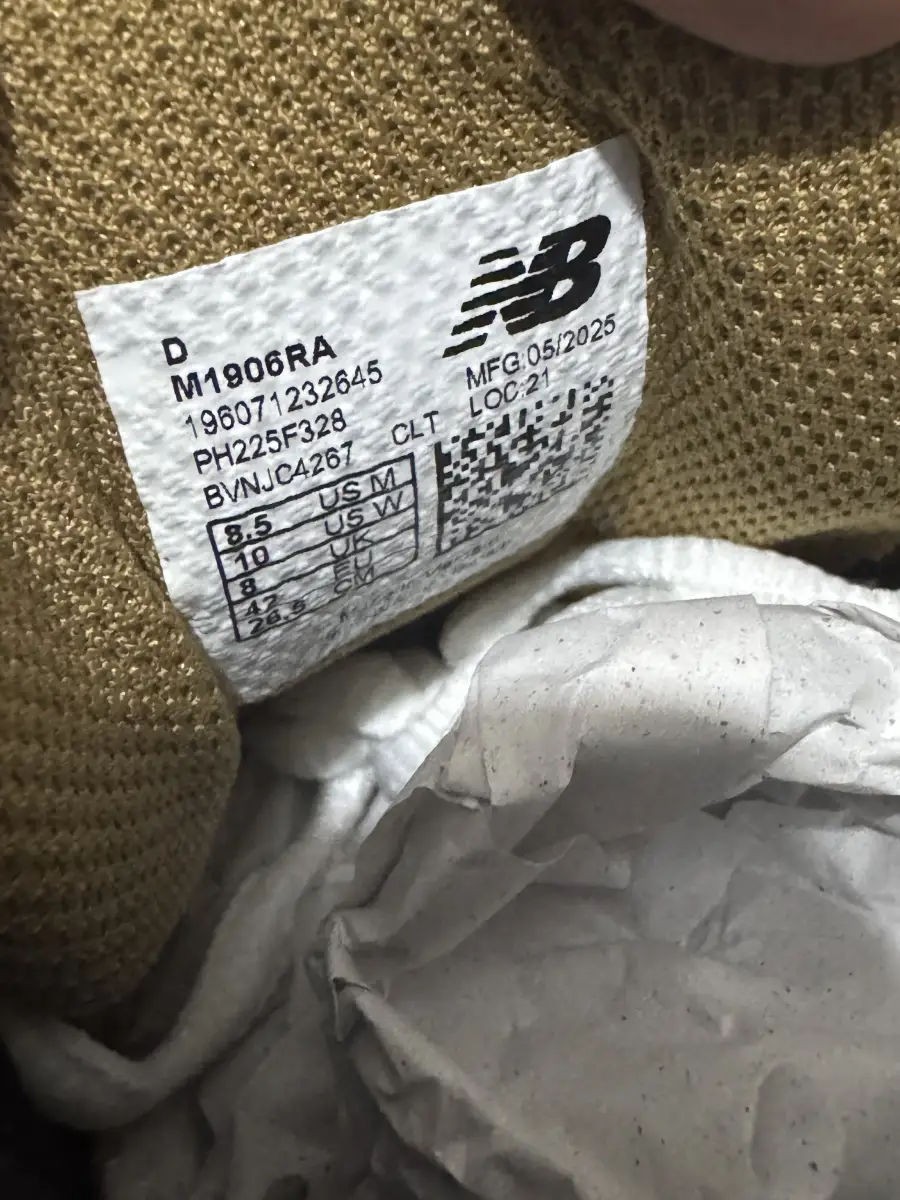 NB
MFG:05/2025
LOC:21
D
M1906RA
196071232645
PH225F328
BVNJC4267 CLT
8.5 US M
10 US W
8 UK
42 EU
26.5 CM